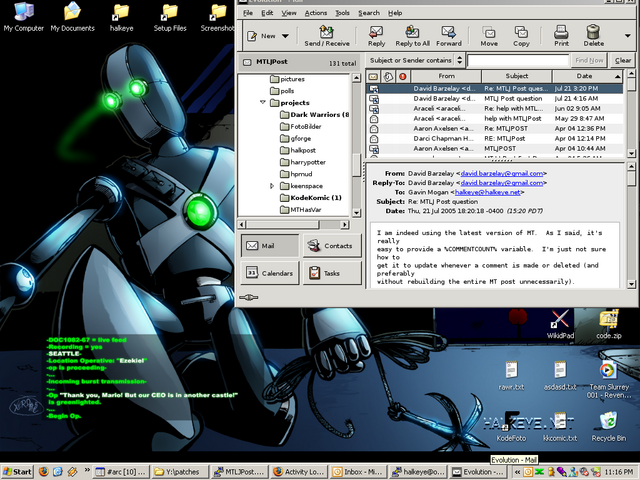 My Computer
My Documents
halkeye
Setup Files
Screenshot
Evolution - Mail
File Edit View Actions Tools Search Help
New
Send / Receive
Reply
Reply to All
Forward
Move
Copy
Print
Delete
MTLJPost
131 total
Subject or Sender contains
Find Now
Clear
pictures
polls
projects
Dark Warriors (8
FotoBilder
gforge
halkpost
harrypotter
hpmud
keenspace
KodeKomic (1)
MTHasVar
From
Subject
Date
David Barzelay <d... Re: MTLJ Post ques... Jul 21 3:20 PM
David Barzelay <d... MTLJ Post question Jul 21 4:16 AM
Araceli <araceli... Re: help with MTL... Jun 02 9:05 AM
Araceli <araceli... help with MTLJPost May 29 8:47 AM
Aaron Axelsen <a... Re: MTLJPOST Apr 04 12:36 PM
Darci Chapman H... Re: MTLJPOST Apr 04 12:14 PM
Aaron Axelsen <a... MTLJPOST Apr 04 10:44 AM
From: David Barzelay <david.barzelay@gmail.com>
Reply-To: David Barzelay <david.barzelay@gmail.com>
To: Gavin Mogan <halkeye@halkeye.net>
Subject: Re: MTLJ Post question
Date: Thu, 21 Jul 2005 18:20:18 -0400 (15:20 PDT)
I am indeed using the latest version of MT. As I said, it's
really
easy to provide a %COMMENTCOUNT% variable. I'm just not sure
how to
get it to update whenever a comment is made or deleted (and
preferably
without rebuilding the entire MT post unnecessarily).
Mail
Contacts
Calendars
Tasks
-DOC1082-67 = live feed
-Recording = yes
-SEATTLE-
-Location Operative: "Ezekiel"
-op is proceeding-
-...
-incoming burst transmission-
-...
-Op "Thank you, Mario! But our CEO is in another castle!"
is greenlighted.
-...
-Begin Op.
WikidPad
code.zip
rawr.txt
asdasd.txt
Team Slurrey
001 - Reven...
HALKEYE.NET
KodeFoto
kkcomic.txt
Recycle Bin
Evolution - Mail
Start
#arc [10] ...
Y:\patches
MTLJPost...
Activity Lo...
Inbox - Mi...
halkeye@o...
Evolution -...
11:16 PM